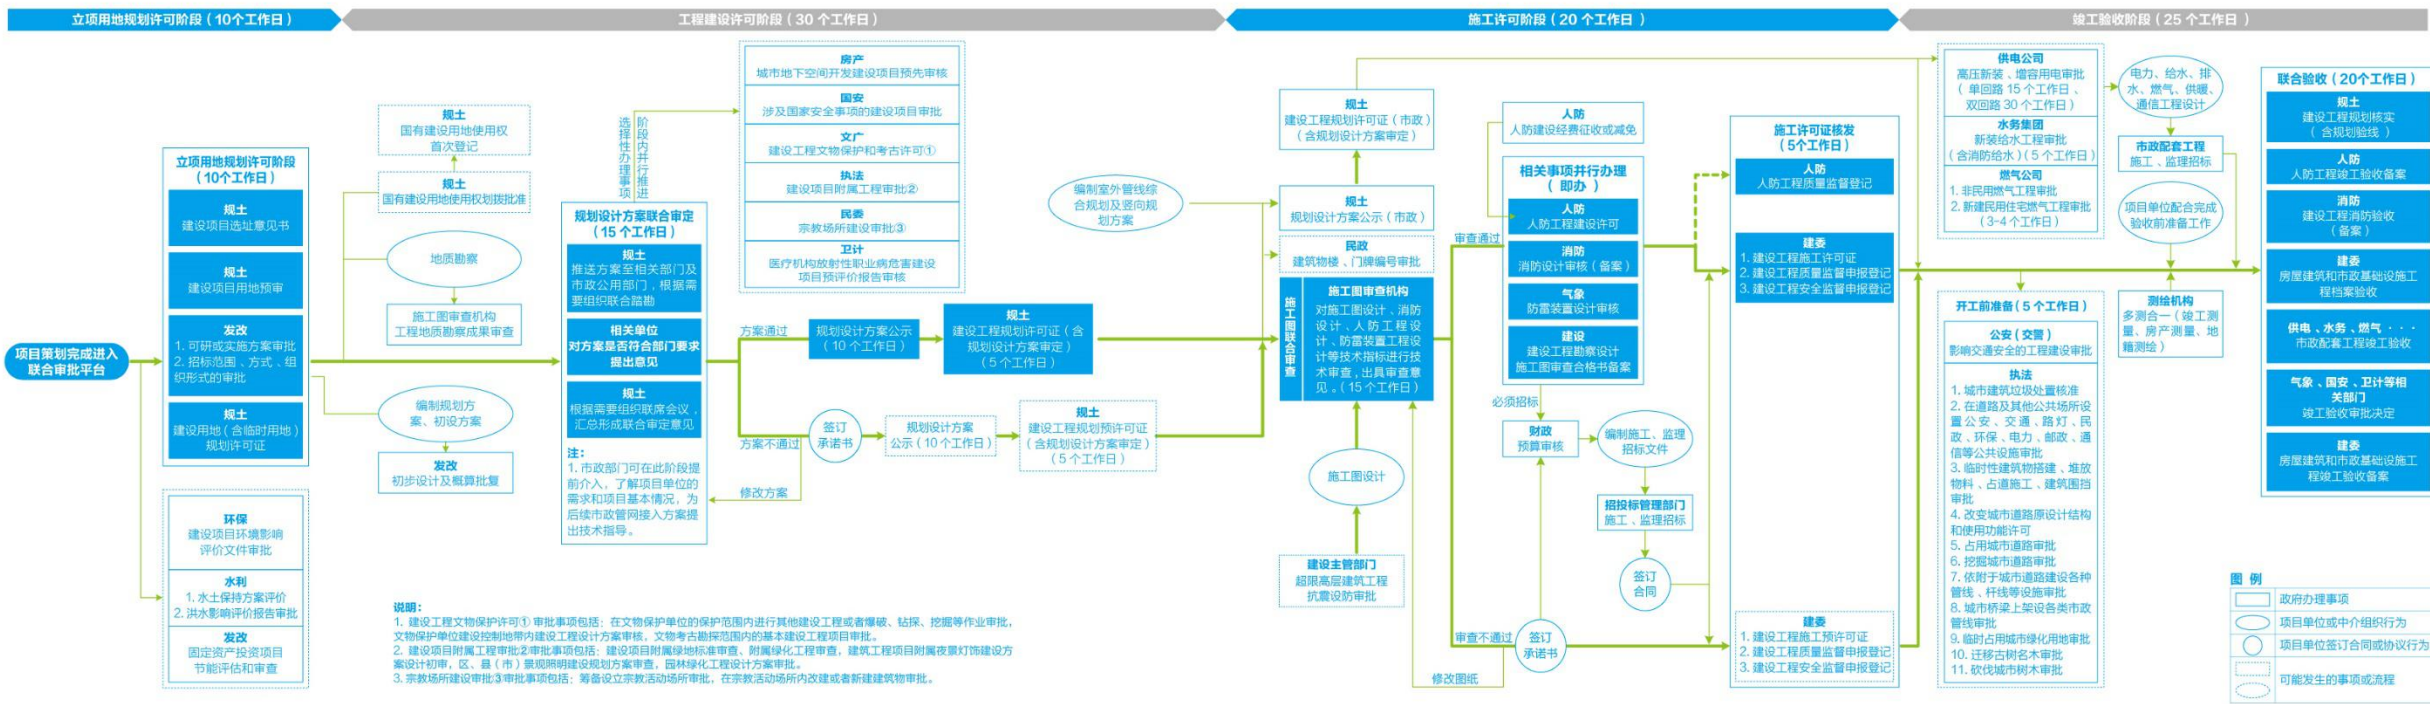 立项用地规划许可阶段（10个工作日）
工程建设许可阶段（30 个工作日）
施工许可阶段（20 个工作日）
竣工验收阶段（25 个工作日）
项目策划完成进入
联合审批平台
立项用地规划许可阶段
（10个工作日）
规土
建设项目选址意见书
规土
建设项目用地预审
发改
1. 可研或实施方案审批
2. 招标范围、方式、组
织形式的审批
规土
建设用地（含临时用地）
规划许可证
环保
建设项目环境影响
评价文件审批
水利
1. 水土保持方案评价
2. 洪水影响评价报告审批
发改
固定资产投资项目
节能评估和审查
规土
国有建设用地使用权
首次登记
规土
国有建设用地使用权划拨批准
地质勘察
施工图审查机构
工程地质勘察成果审查
编制规划方
案、初设方案
发改
初步设计及概算批复
选择性办理事项
阶段内并行推进
规划设计方案联合审定
（15 个工作日）
规土
推送方案至相关部门及
市政公用部门，根据需
要组织联合踏勘
相关单位
对方案是否符合部门要求
提出意见
规土
根据需要组织联席会议，
汇总形成联合审定意见
注：
1. 市政部门可在此阶段提
前介入，了解项目单位的
需求和项目基本情况，为
后续市政管网接入方案提
出技术指导。
房产
城市地下空间开发建设项目预先审核
国安
涉及国家安全事项的建设项目审批
文广
建设工程文物保护和考古许可①
执法
建设项目附属工程审批②
民委
宗教场所建设审批③
卫计
医疗机构放射性职业病危害建设
项目预评价报告审核
方案通过
规划设计方案公示
（10 个工作日）
规土
建设工程规划许可证（含
规划设计方案审定）
（5 个工作日）
方案不通过
签订
承诺书
规划设计方案
公示（10 个工作日）
规土
建设工程规划预许可证
（含规划设计方案审定）
（5 个工作日）
修改方案
编制室外管线综
合规划及竖向规
划方案
规土
建设工程规划许可证（市政）
（含规划设计方案审定）
规土
规划设计方案公示（市政）
民政
建筑物楼、门牌编号审批
施工图联合审查
施工图审查机构
对施工图设计、消防
设计、人防工程设
计、防雷装置工程设
计等技术指标进行技
术审查，出具审查意
见。（15 个工作日）
施工图设计
建设主管部门
超限高层建筑工程
抗震设防审批
审查通过
人防
人防建设经费征收或减免
相关事项并行办理
（ 即办 ）
人防
人防工程建设许可
消防
消防设计审核（备案）
气象
防雷装置设计审核
建设
建设工程勘察设计
施工图审查合格书备案
必须招标
财政
预算审核
编制施工、监理
招标文件
招投标管理部门
施工、监理招标
签订
合同
审查不通过
签订
承诺书
修改图纸
施工许可证核发
（5个工作日）
人防
人防工程质量监督登记
建委
1. 建设工程施工许可证
2. 建设工程质量监督申报登记
3. 建设工程安全监督申报登记
建委
1. 建设工程施工预许可证
2. 建设工程质量监督申报登记
3. 建设工程安全监督申报登记
供电公司
高压新装、增容用电审批
（ 单回路 15 个工作日 、
双回路 30 个工作日）
水务集团
新装给水工程审批
（含消防给水）（5 个工作日）
燃气公司
1. 非民用燃气工程审批
2. 新建民用住宅燃气工程审批
（3-4 个工作日）
电力、给水、排
水、燃气、供暖、
通信工程设计
市政配套工程
施工 、监理招标
项目单位配合完成
验收前准备工作
测绘机构
多测合一（竣工测
量、房产测量、地
籍测绘）
开工前准备（5 个工作日）
公安（交警）
影响交通安全的工程建设审批
执法
1. 城市建筑垃圾处置核准
2. 在道路及其他公共场所设
置公安、交通、路灯、民
政、环保、电力、邮政、通
信等公共设施审批
3. 临时性建筑物搭建、堆放
物料、占道施工、建筑围挡
审批
4. 改变城市道路原设计结构
和使用功能许可
5. 占用城市道路审批
6. 挖掘城市道路审批
7. 依附于城市道路建设各种
管线、杆线等设施审批
8. 城市桥梁上架设各类市政
管线审批
9. 临时占用城市绿化用地审批
10. 迁移古树名木审批
11. 砍伐城市树木审批
联合验收（20个工作日）
规土
建设工程规划核实
（ 含规划验线 ）
人防
人防工程竣工验收备案
消防
建设工程消防验收
（备案）
建委
房屋建筑和市政基础设施工
程档案验收
供电 、水务 、燃气 · · ·
市政配套工程竣工验收
气象 、国安 、卫计等相
关部门
竣工验收审批决定
建委
房屋建筑和市政基础设施工
程竣工验收备案
说明：
1. 建设工程文物保护许可① 审批事项包括：在文物保护单位的保护范围内进行其他建设工程或者爆破、钻探、挖掘等作业审批，
文物保护单位建设控制地带内建设工程设计方案审核，文物考古勘探范围内的基本建设工程项目审批。
2. 建设项目附属工程审批②审批事项包括：建设项目附属绿地标准审查、附属绿化工程审查，建筑工程项目附属夜景灯饰建设方
案设计初审，区、县（市）景观照明建设规划方案审查，园林绿化工程设计方案审批。
3. 宗教场所建设审批③审批事项包括：筹备设立宗教活动场所审批，在宗教活动场所内改建或者新建建筑物审批。
图 例
政府办理事项
项目单位或中介组织行为
项目单位签订合同或协议行为
可能发生的事项或流程